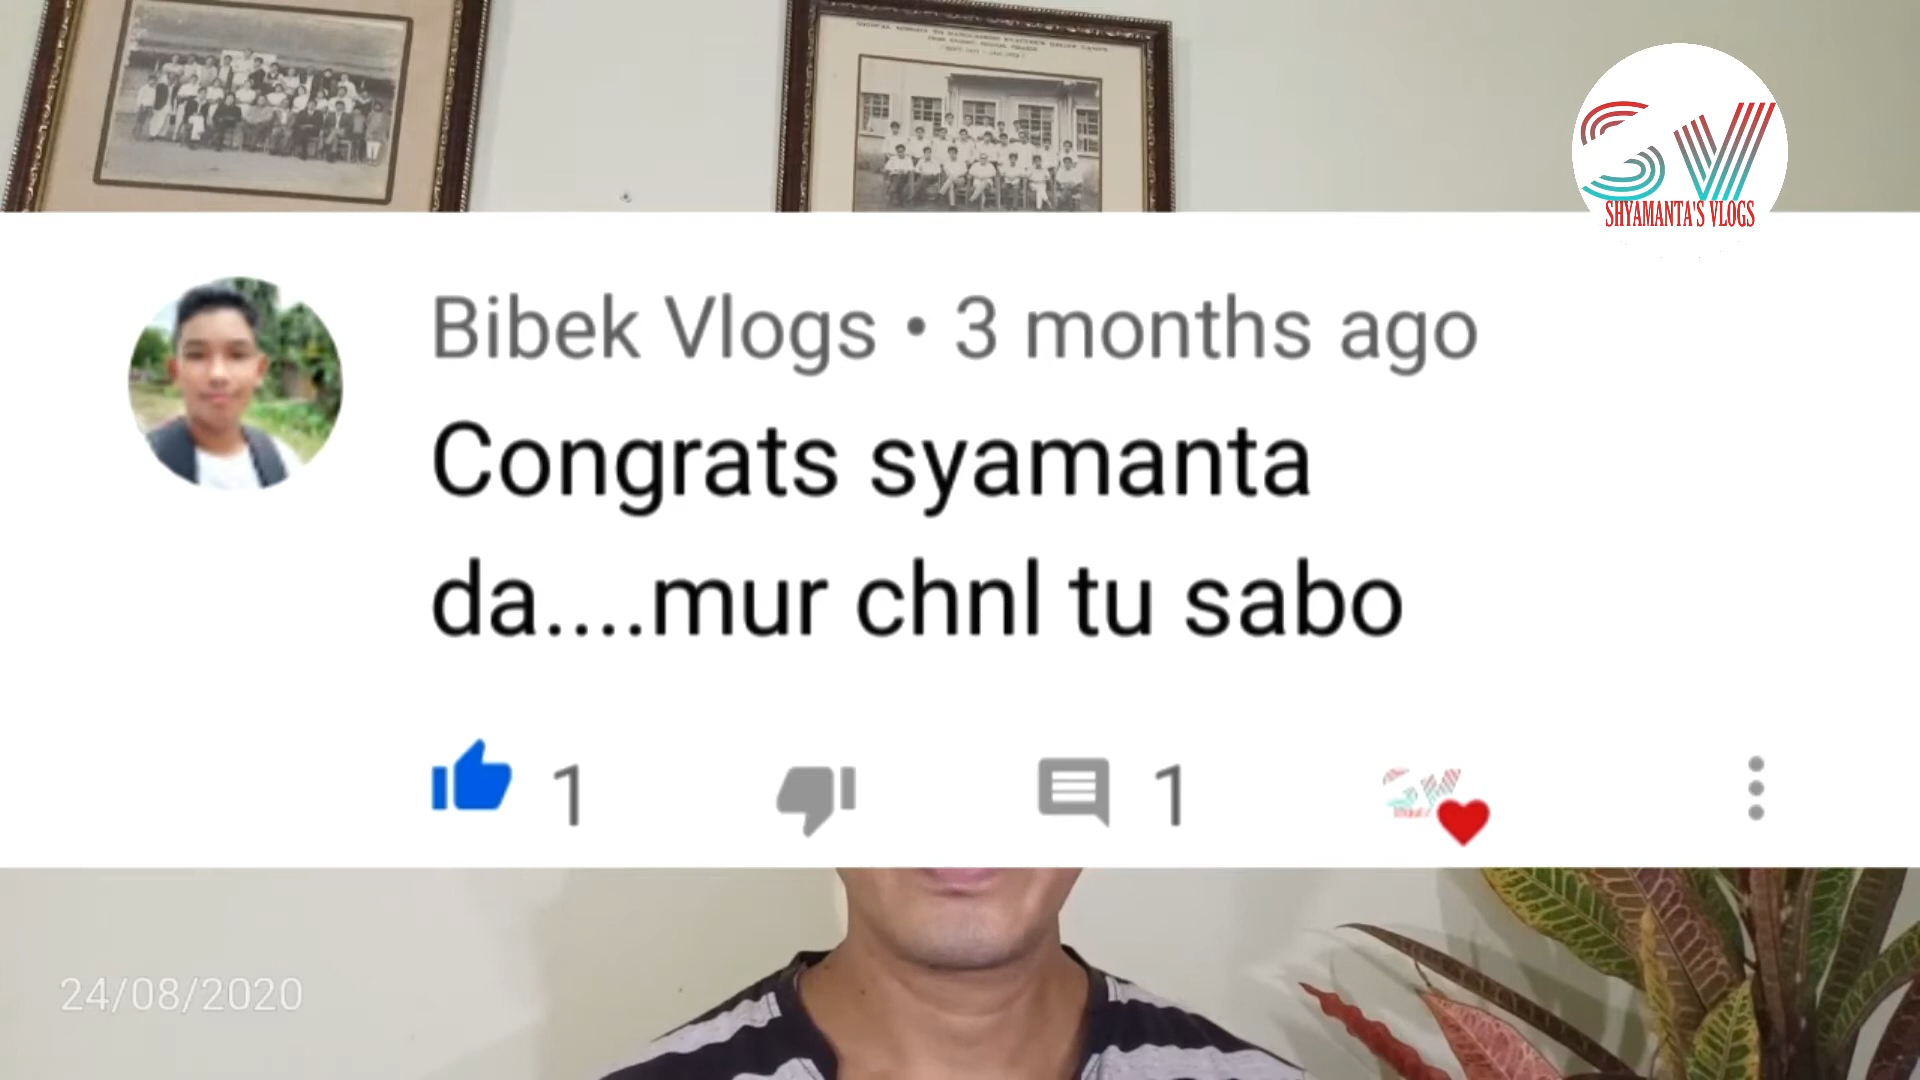 SHYAMANTA'S VLOGS
Bibek Vlogs • 3 months ago
Congrats syamanta
da....mur chnl tu sabo
1
1
24/08/2020